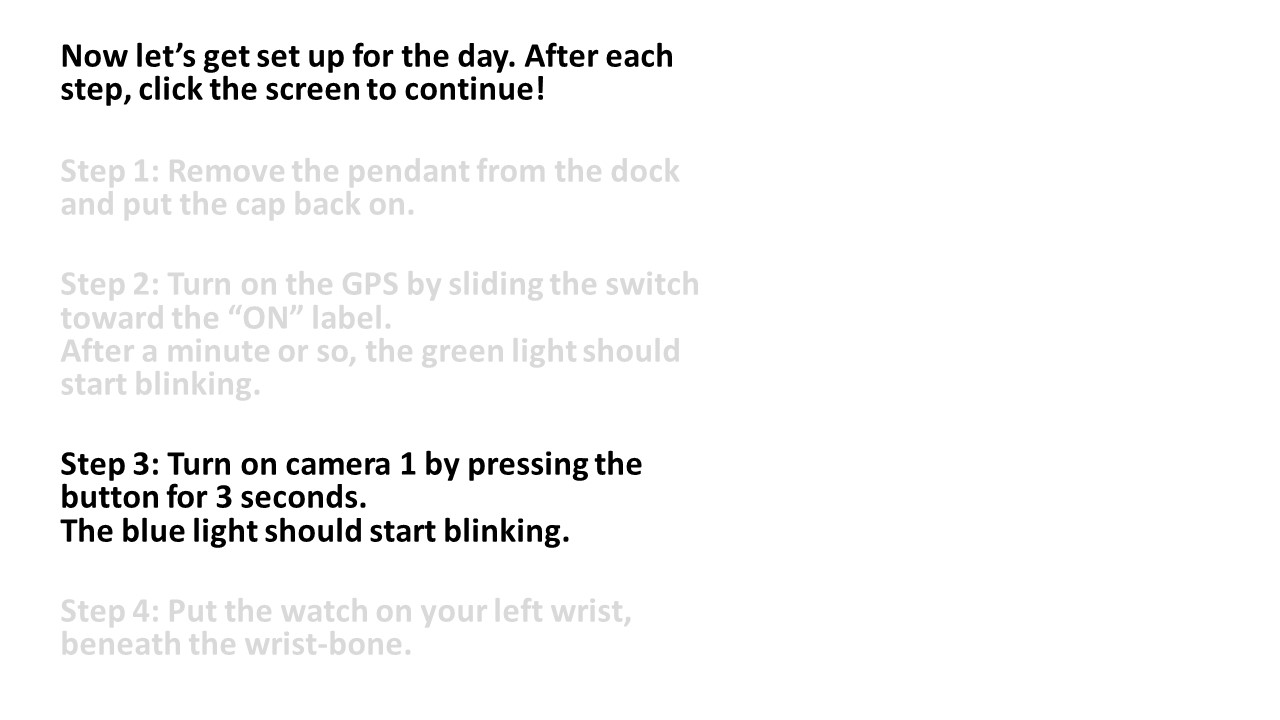 Now let’s get set up for the day. After each
step, click the screen to continue!
Step 1: Remove the pendant from the dock
and put the cap back on.
Step 2: Turn on the GPS by sliding the switch
toward the “ON” label.
After a minute or so, the green light should
start blinking.
Step 3: Turn on camera 1 by pressing the
button for 3 seconds.
The blue light should start blinking.
Step 4: Put the watch on your left wrist,
beneath the wrist-bone.